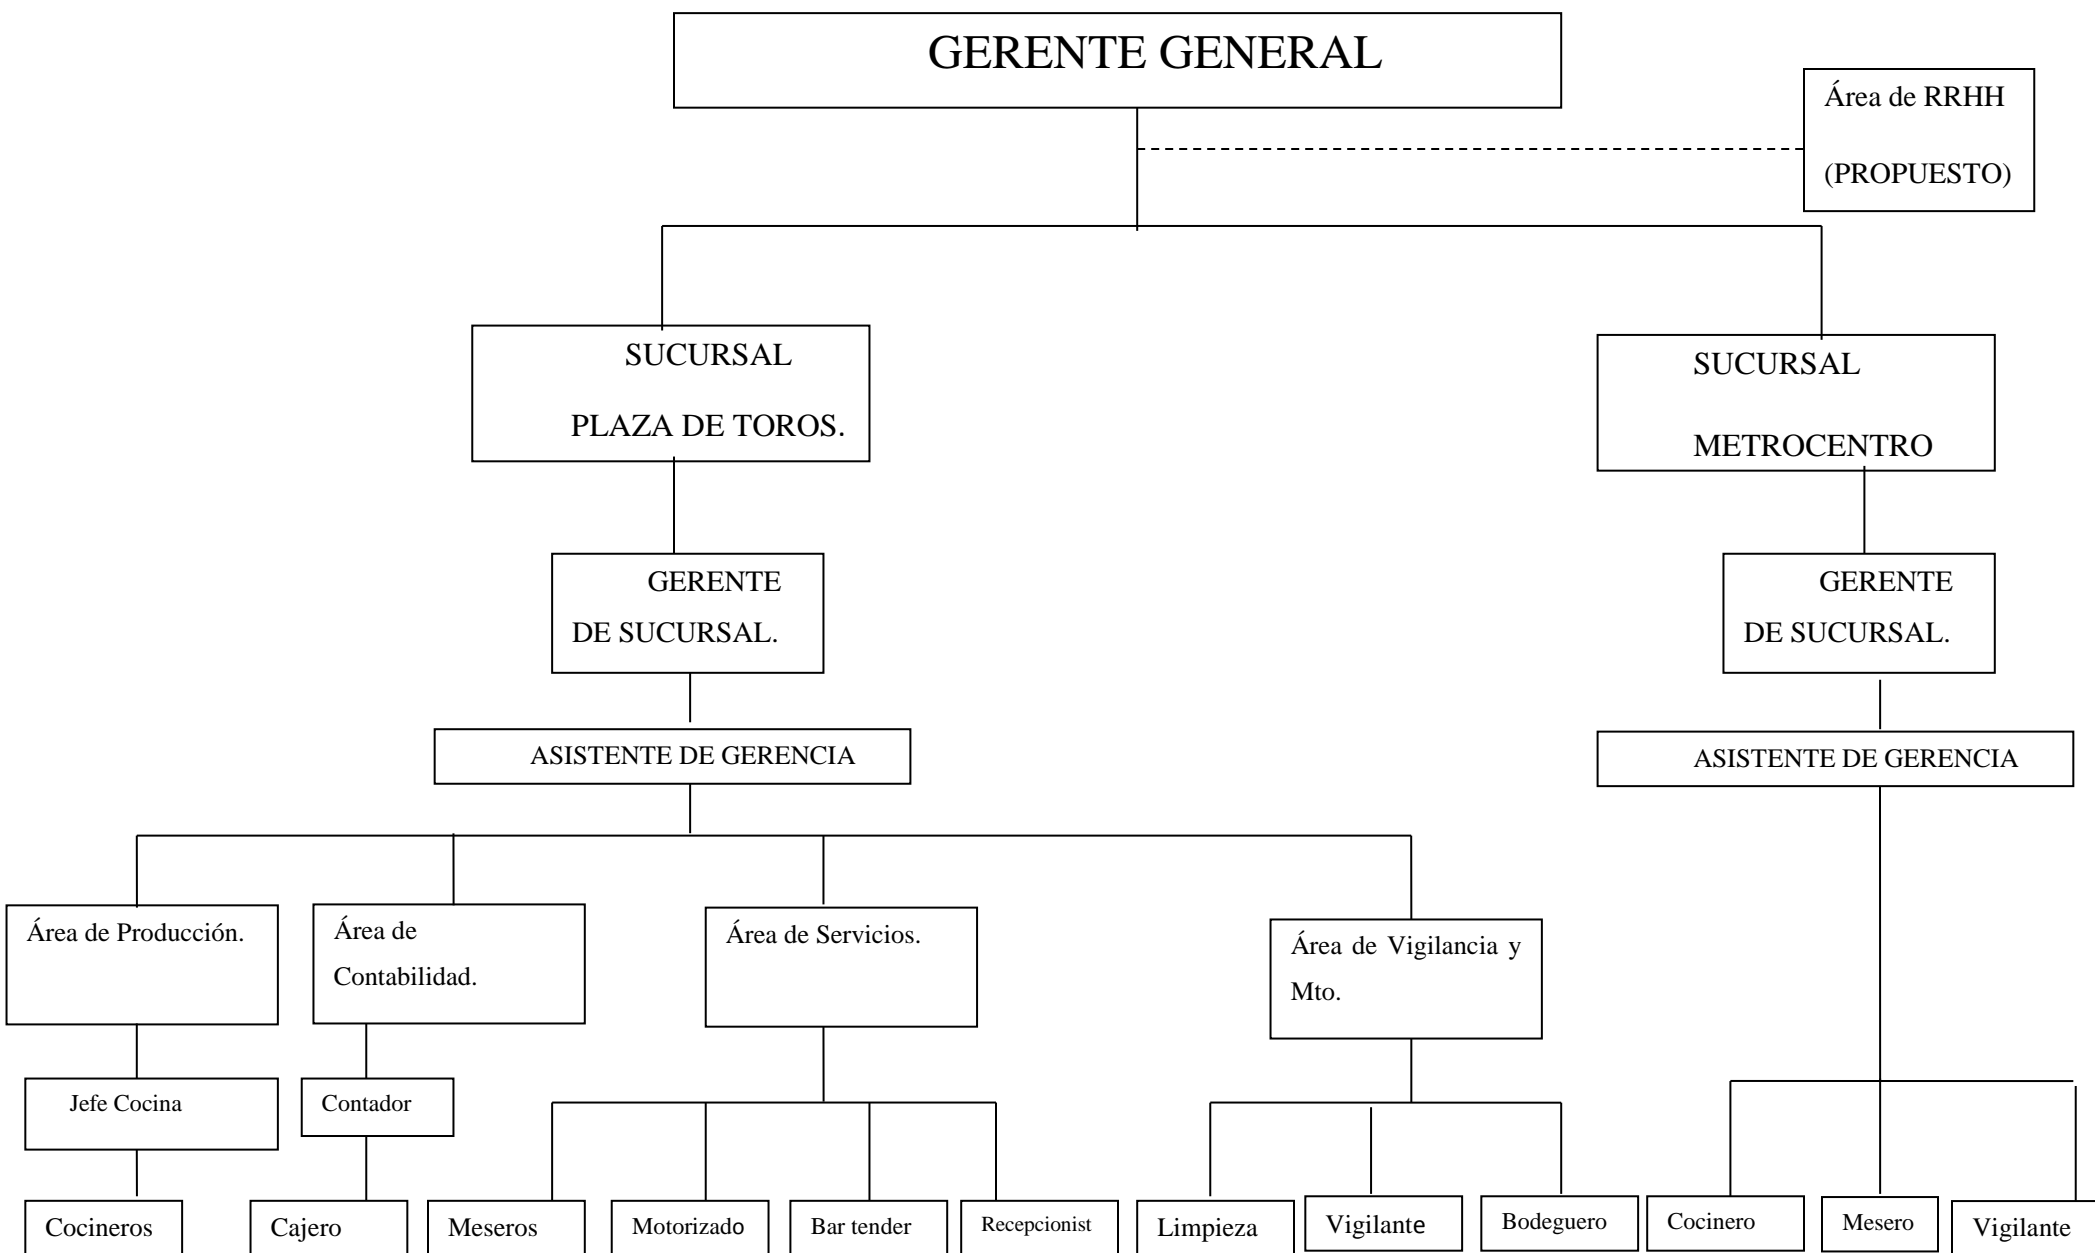 GERENTE GENERAL
Área de RRHH
(PROPUESTO)
SUCURSAL
PLAZA DE TOROS.
SUCURSAL
METROCENTRO
GERENTE
DE SUCURSAL.
GERENTE
DE SUCURSAL.
ASISTENTE DE GERENCIA
ASISTENTE DE GERENCIA
Área de Producción.
Área de
Contabilidad.
Área de Servicios.
Área de Vigilancia y
Mto.
Jefe Cocina
Contador
Cocineros
Cajero
Meseros
Motorizado
Bar tender
Recepcionist
Limpieza
Vigilante
Bodeguero
Cocinero
Mesero
Vigilante